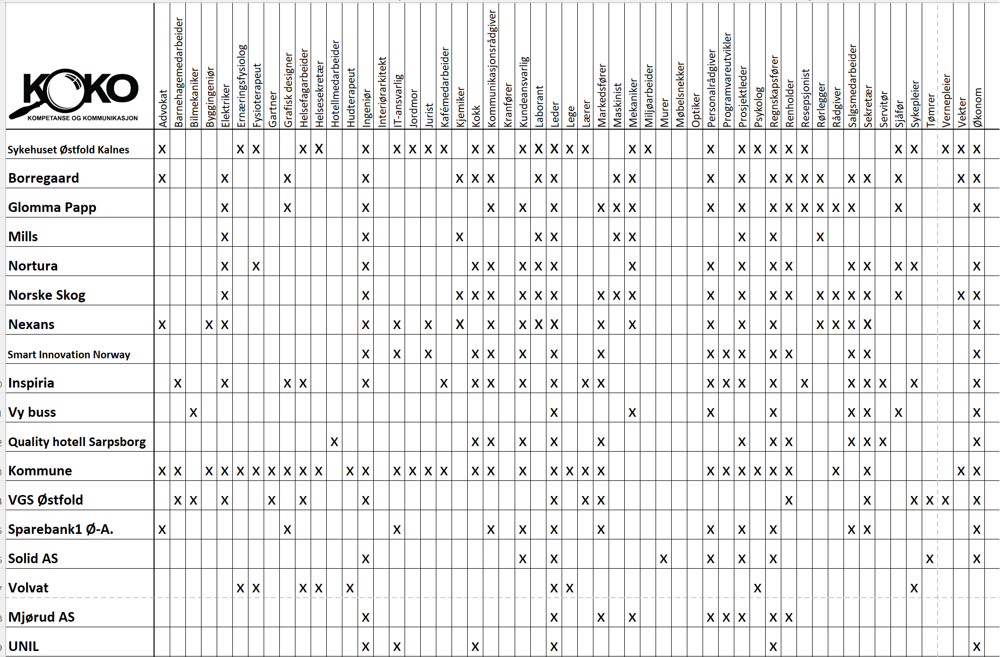 KOKO
KOMPETANSE OG KOMMUNIKASJON
Advokat
Barnehagemedarbeider
Bilmekaniker
Byggingeniør
Elektriker
Ernæringsfysiolog
Fysioterapeut
Gartner
Grafisk designer
Helsefagarbeider
Helsesekretær
Hotellmedarbeider
Hudterapeut
Ingeniør
Interiørarkitekt
IT-ansvarlig
Jordmor
Jurist
Kafémedarbeider
Kjemiker
Kokk
Kommunikasjonsrådgiver
Kranfører
Kundeansvarlig
Laborant
Leder
Lege
Lærer
Markedsfører
Maskinist
Mekaniker
Miljøarbeider
Murer
Møbelsnekker
Optiker
Personalrådgiver
Programvareutvikler
Prosjektleder
Psykolog
Regnskapsfører
Renholder
Resepsjonist
Rørlegger
Rådgiver
Salgsmedarbeider
Sekretær
Servitør
Sjåfør
Sykepleier
Tømrer
Vernepleier
Vekter
Økonom
Sykehuset Østfold Kalnes X X X X X X X X X X X X X X X X X X X X X X X X X X X X X X
Borregaard X X X X X X X X X X X X X X X X X X X X X X
Glomma Papp X X X X X X X X X X X X X X X X X X X
Mills X X X X X X X X X X
Nortura X X X X X X X X X X X X X X X X X X
Norske Skog X X X X X X X X X X X X X X X X X X X X X X
Nexans X X X X X X X X X X X X X X X X X X X X X
Smart Innovation Norway X X X X X X X X X X X X X X X X
Inspiria X X X X X X X X X X X X X X X X X X X X X X
Vy buss X X X X X X X X X
Quality hotell Sarpsborg X X X X X X X X X X X X X
Kommune X X X X X X X X X X X X X X X X X X X X X X X X X X X X X X X X X
VGS Østfold X X X X X X X X X X X X X X X
Sparebank1 Ø-A. X X X X X X X X X X X X X
Solid AS X X X X X X X X X
Volvat X X X X X X X X X
Mjørud AS X X X X X X X X X
UNIL X X X X X X